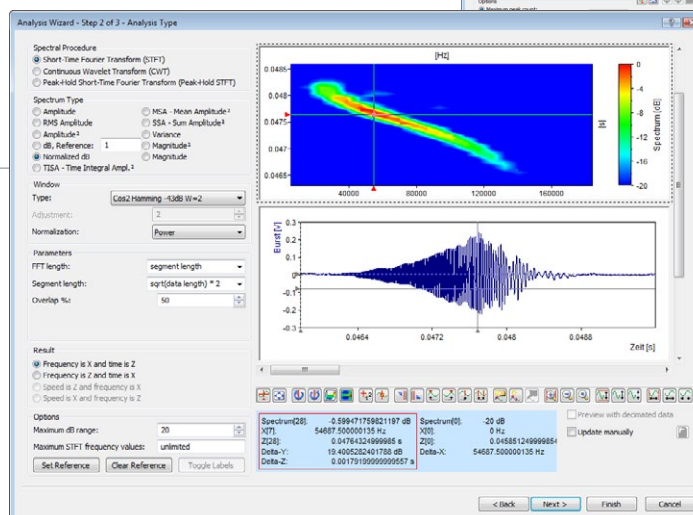 Options
Maximum peak count:
Analysis Wizard - Step 2 of 3 - Analysis Type
Spectral Procedure
Short-Time Fourier Transform (STFT)
Continuous Wavelet Transform (CWT)
Peak-Hold Short-Time Fourier Transform (Peak-Hold STFT)
Spectrum Type
Amplitude
MSA - Mean Amplitude²
RMS Amplitude
SSA - Sum Amplitude²
Amplitude²
Variance
dB, Reference: 1
Magnitude²
Normalized dB
Magnitude
TISA - Time Integral Ampl.²
Window
Type: Cos2 Hamming -43dB W=2
Adjustment: 2
Normalization: Power
Parameters
FFT length: segment length
Segment length: sqrt(data length) * 2
Overlap %: 50
Result
Frequency is X and time is Z
Frequency is Z and time is X
Speed is Z and frequency is X
Speed is X and frequency is Z
Options
Maximum dB range: 20
Maximum STFT frequency values: unlimited
Set Reference Clear Reference Toggle Labels
[Hz]
0.0485
0.0475
0.047
0.0465
40000 80000 120000 160000
[s]
0
-4
-8
-12
-16
-20
Spectrum [dB]
Burst [V]
0.3
0.2
0.1
0
-0.1
-0.2
-0.3
0.0464 0.0472 0.048 0.0488
Zeit [s]
Spectrum[28]: -0.599471759821197 dB
X[7]: 54687.500000135 Hz
Z[28]: 0.04764324999985 s
Delta-Y: 19.4005282401788 dB
Delta-Z: 0.00179199999999557 s
Spectrum[0]: -20 dB
X[0]: 0 Hz
Z[0]: 0.045851249999854
Delta-X: 54687.500000135 Hz
Preview with decimated data
Update manually
< Back Next > Finish Cancel